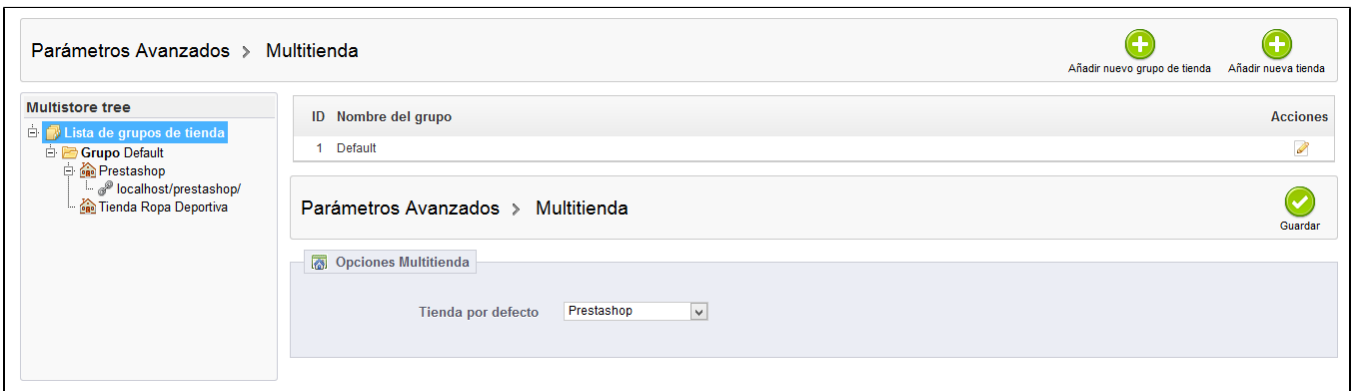 Parámetros Avanzados > Multitienda
Añadir nuevo grupo de tienda
Añadir nueva tienda
Multistore tree
Lista de grupos de tienda
Grupo Default
Prestashop
localhost/prestashop/
Tienda Ropa Deportiva
ID Nombre del grupo Acciones
1 Default
Parámetros Avanzados > Multitienda
Guardar
Opciones Multitienda
Tienda por defecto Prestashop